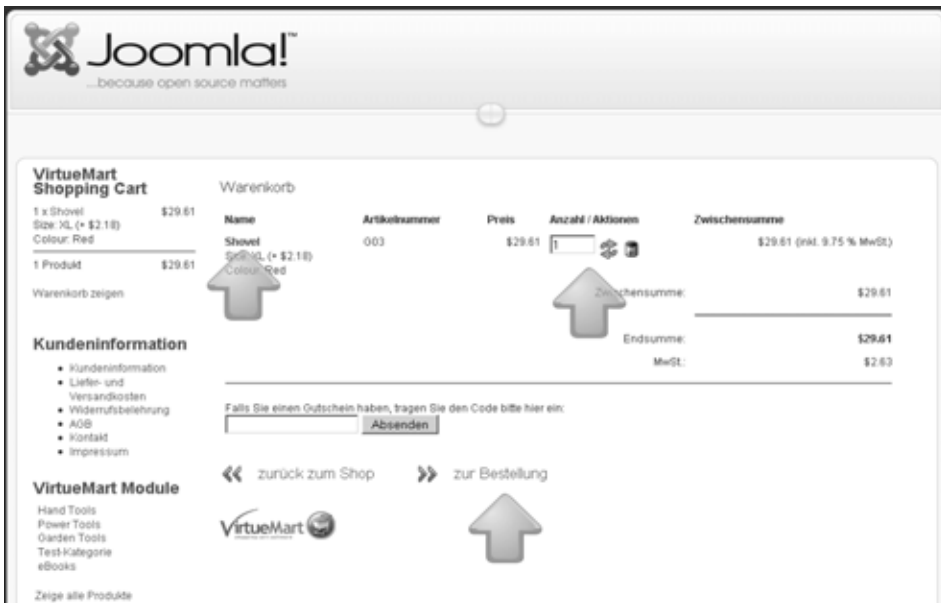 Joomla!™
...because open source matters
VirtueMart
Shopping Cart
1 x Shovel $29.61
Size: XL (+ $2.18)
Colour: Red
1 Produkt $29.61
Warenkorb zeigen
Kundeninformation
Kundeninformation
Liefer- und
Versandkosten
Widerrufsbelehrung
AGB
Kontakt
Impressum
VirtueMart Module
Hand Tools
Power Tools
Garden Tools
Test-Kategorie
eBooks
Zeige alle Produkte
Warenkorb
Name Artikelnummer Preis Anzahl / Aktionen Zwischensumme
Shovel G03 $29.61 1 $29.61 (inkl. 9.75 % MwSt.)
Size: XL (+ $2.18)
Colour: Red
Zwischensumme: $29.61
Endsumme: $29.61
MwSt.: $2.63
Falls Sie einen Gutschein haben, tragen Sie den Code bitte hier ein:
Absenden
zurück zum Shop zur Bestellung
VirtueMart